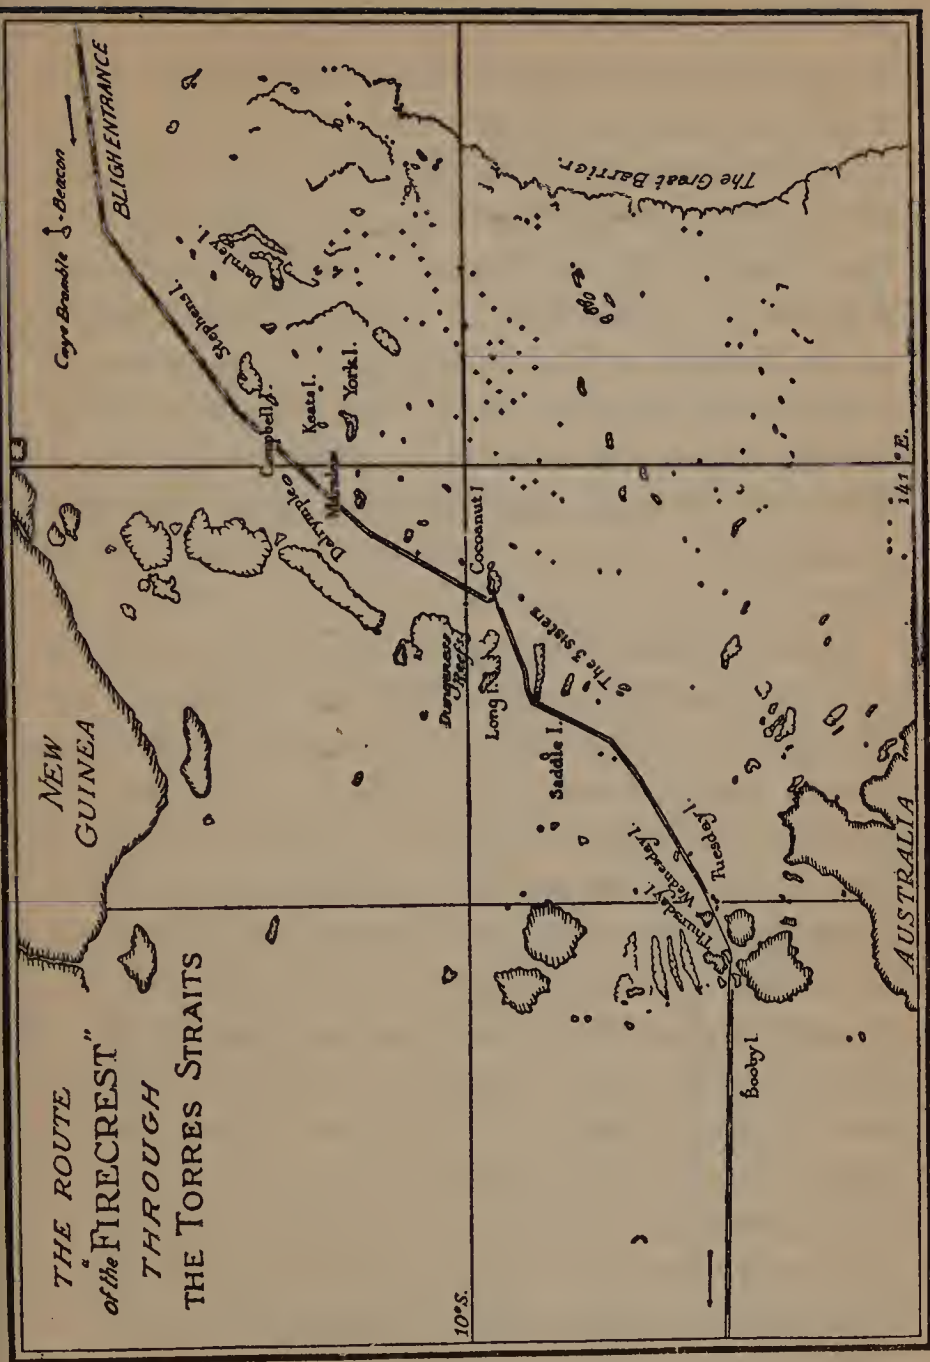 THE ROUTE
of the "FIRECREST"
THROUGH
THE TORRES STRAITS
NEW
GUINEA
Caye Bramble
Beacon
BLIGH ENTRANCE
Stephens I.
Darnley I.
Campbell I.
Keats I.
York I.
Dalrymple
The Great Barrier.
Dungeness
Reefs
Cocoanut I
Long I.
The 3 sisters
Saddle I.
Tuesday I.
Wednesday I.
Thursday I.
Booby I.
AUSTRALIA
10°S.
141°E.